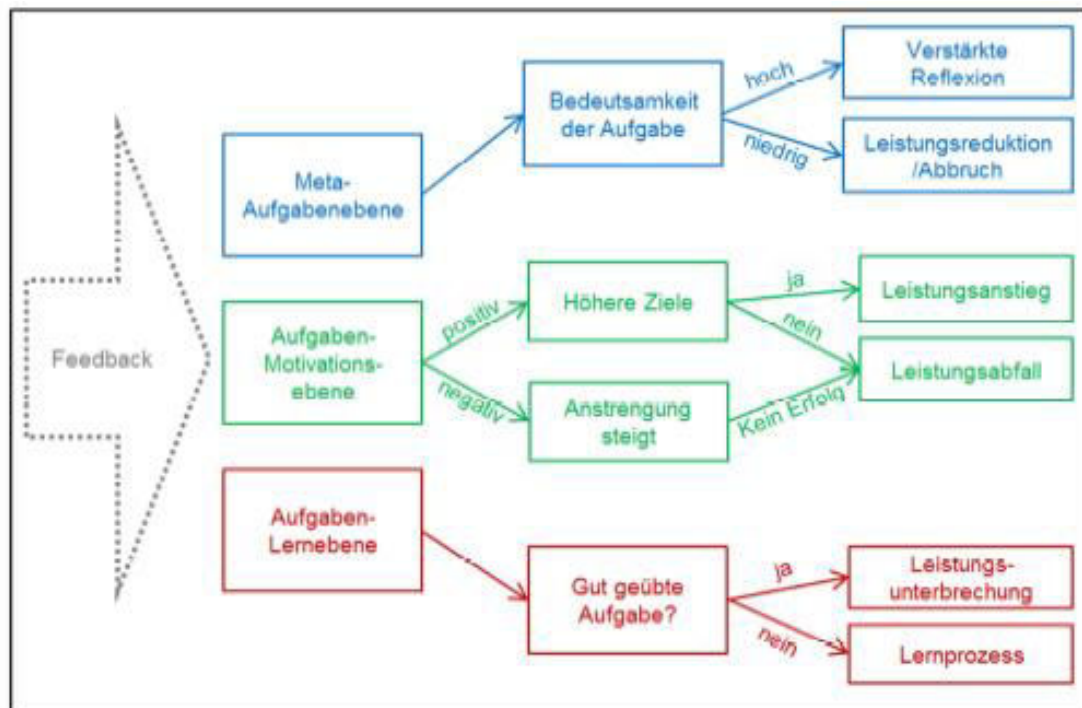 Feedback
Meta-
Aufgabenebene
Bedeutsamkeit
der Aufgabe
hoch
niedrig
Verstärkte
Reflexion
Leistungsreduktion
/Abbruch
Aufgaben-
Motivations-
ebene
positiv
negativ
Höhere Ziele
Anstrengung
steigt
ja
nein
Kein Erfolg
Leistungsanstieg
Leistungsabfall
Aufgaben-
Lernebene
Gut geübte
Aufgabe?
ja
nein
Leistungs-
unterbrechung
Lernprozess